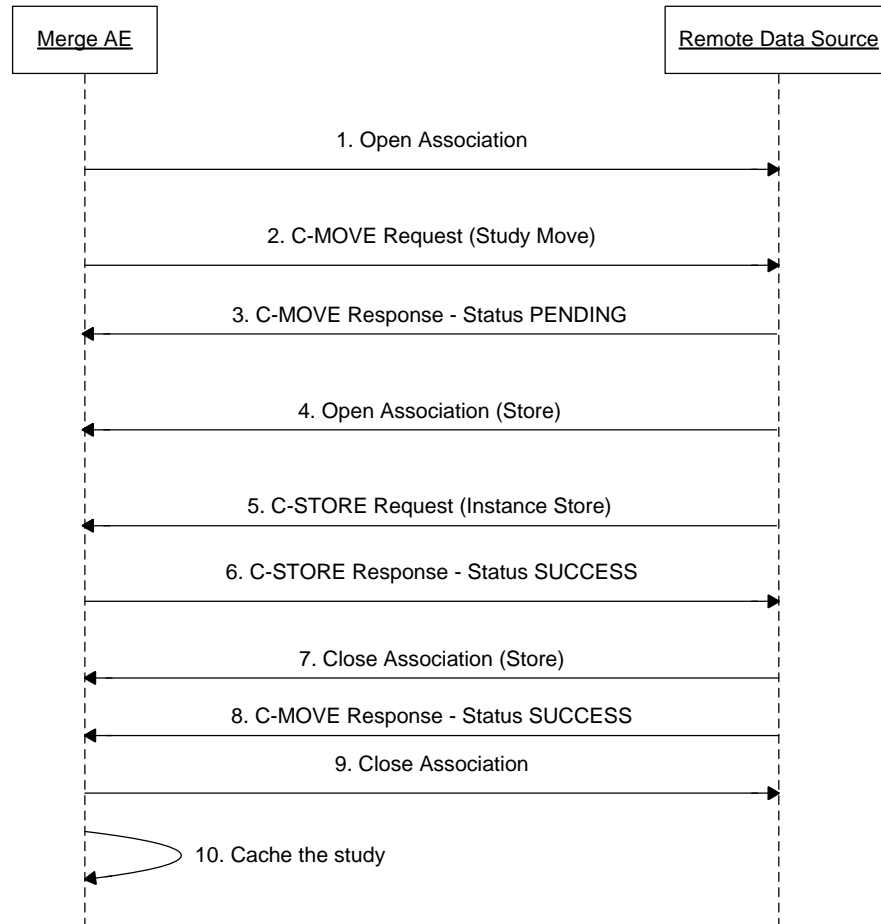 Merge AE
Remote Data Source
1. Open Association
2. C-MOVE Request (Study Move)
3. C-MOVE Response - Status PENDING
4. Open Association (Store)
5. C-STORE Request (Instance Store)
6. C-STORE Response - Status SUCCESS
7. Close Association (Store)
8. C-MOVE Response - Status SUCCESS
9. Close Association
10. Cache the study